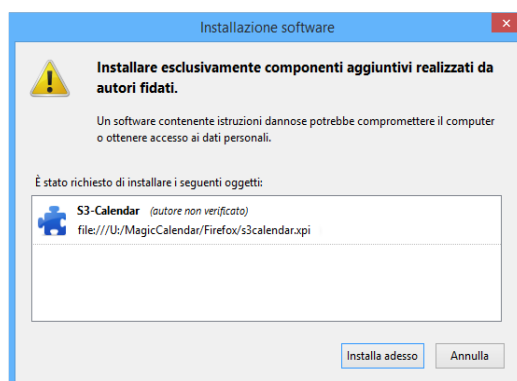 Installazione software
Installare esclusivamente componenti aggiuntivi realizzati da
autori fidati.
Un software contenente istruzioni dannose potrebbe compromettere il computer
o ottenere accesso ai dati personali.
È stato richiesto di installare i seguenti oggetti:
S3-Calendar (autore non verificato)
file:///U:/MagicCalendar/Firefox/s3calendar.xpi
Installa adesso Annulla